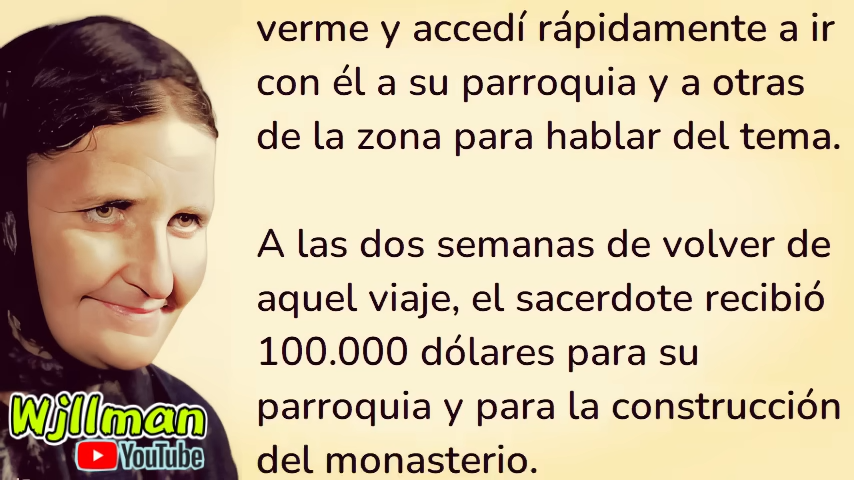 verme y accedí rápidamente a ir
con él a su parroquia y a otras
de la zona para hablar del tema.
A las dos semanas de volver de
aquel viaje, el sacerdote recibió
100.000 dólares para su
parroquia y para la construcción
del monasterio.
Wjllman
YouTube